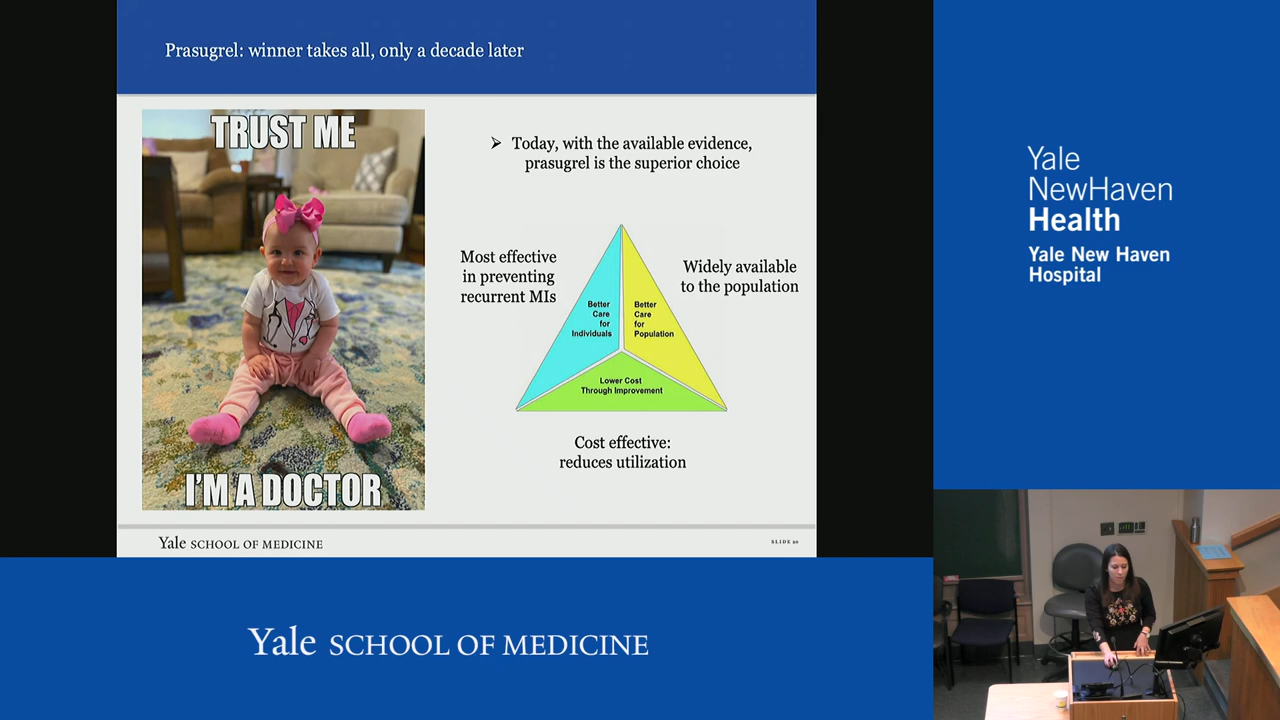 Prasugrel: winner takes all, only a decade later
TRUST ME
I'M A DOCTOR
➢ Today, with the available evidence,
prasugrel is the superior choice
Most effective
in preventing
recurrent MIs
Widely available
to the population
Better
Care
for
Individuals
Better
Care
for
Population
Lower Cost
Through Improvement
Cost effective:
reduces utilization
Yale SCHOOL OF MEDICINE
SLIDE 20
Yale SCHOOL OF MEDICINE
Yale
NewHaven
Health
Yale New Haven
Hospital